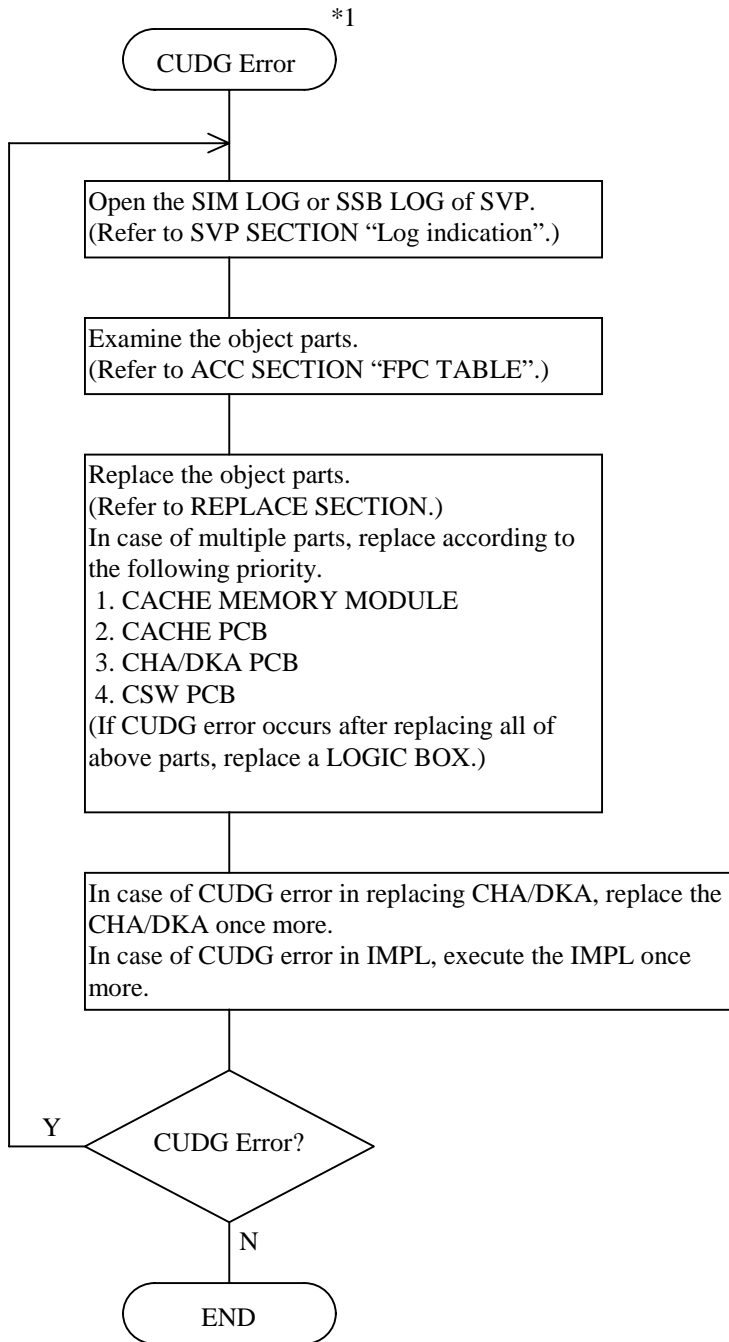 *1
CUDG Error
Open the SIM LOG or SSB LOG of SVP.
(Refer to SVP SECTION “Log indication”.)
Examine the object parts.
(Refer to ACC SECTION “FPC TABLE”.)
Replace the object parts.
(Refer to REPLACE SECTION.)
In case of multiple parts, replace according to
the following priority.
1. CACHE MEMORY MODULE
2. CACHE PCB
3. CHA/DKA PCB
4. CSW PCB
(If CUDG error occurs after replacing all of
above parts, replace a LOGIC BOX.)
In case of CUDG error in replacing CHA/DKA, replace the
CHA/DKA once more.
In case of CUDG error in IMPL, execute the IMPL once
more.
Y
CUDG Error?
N
END